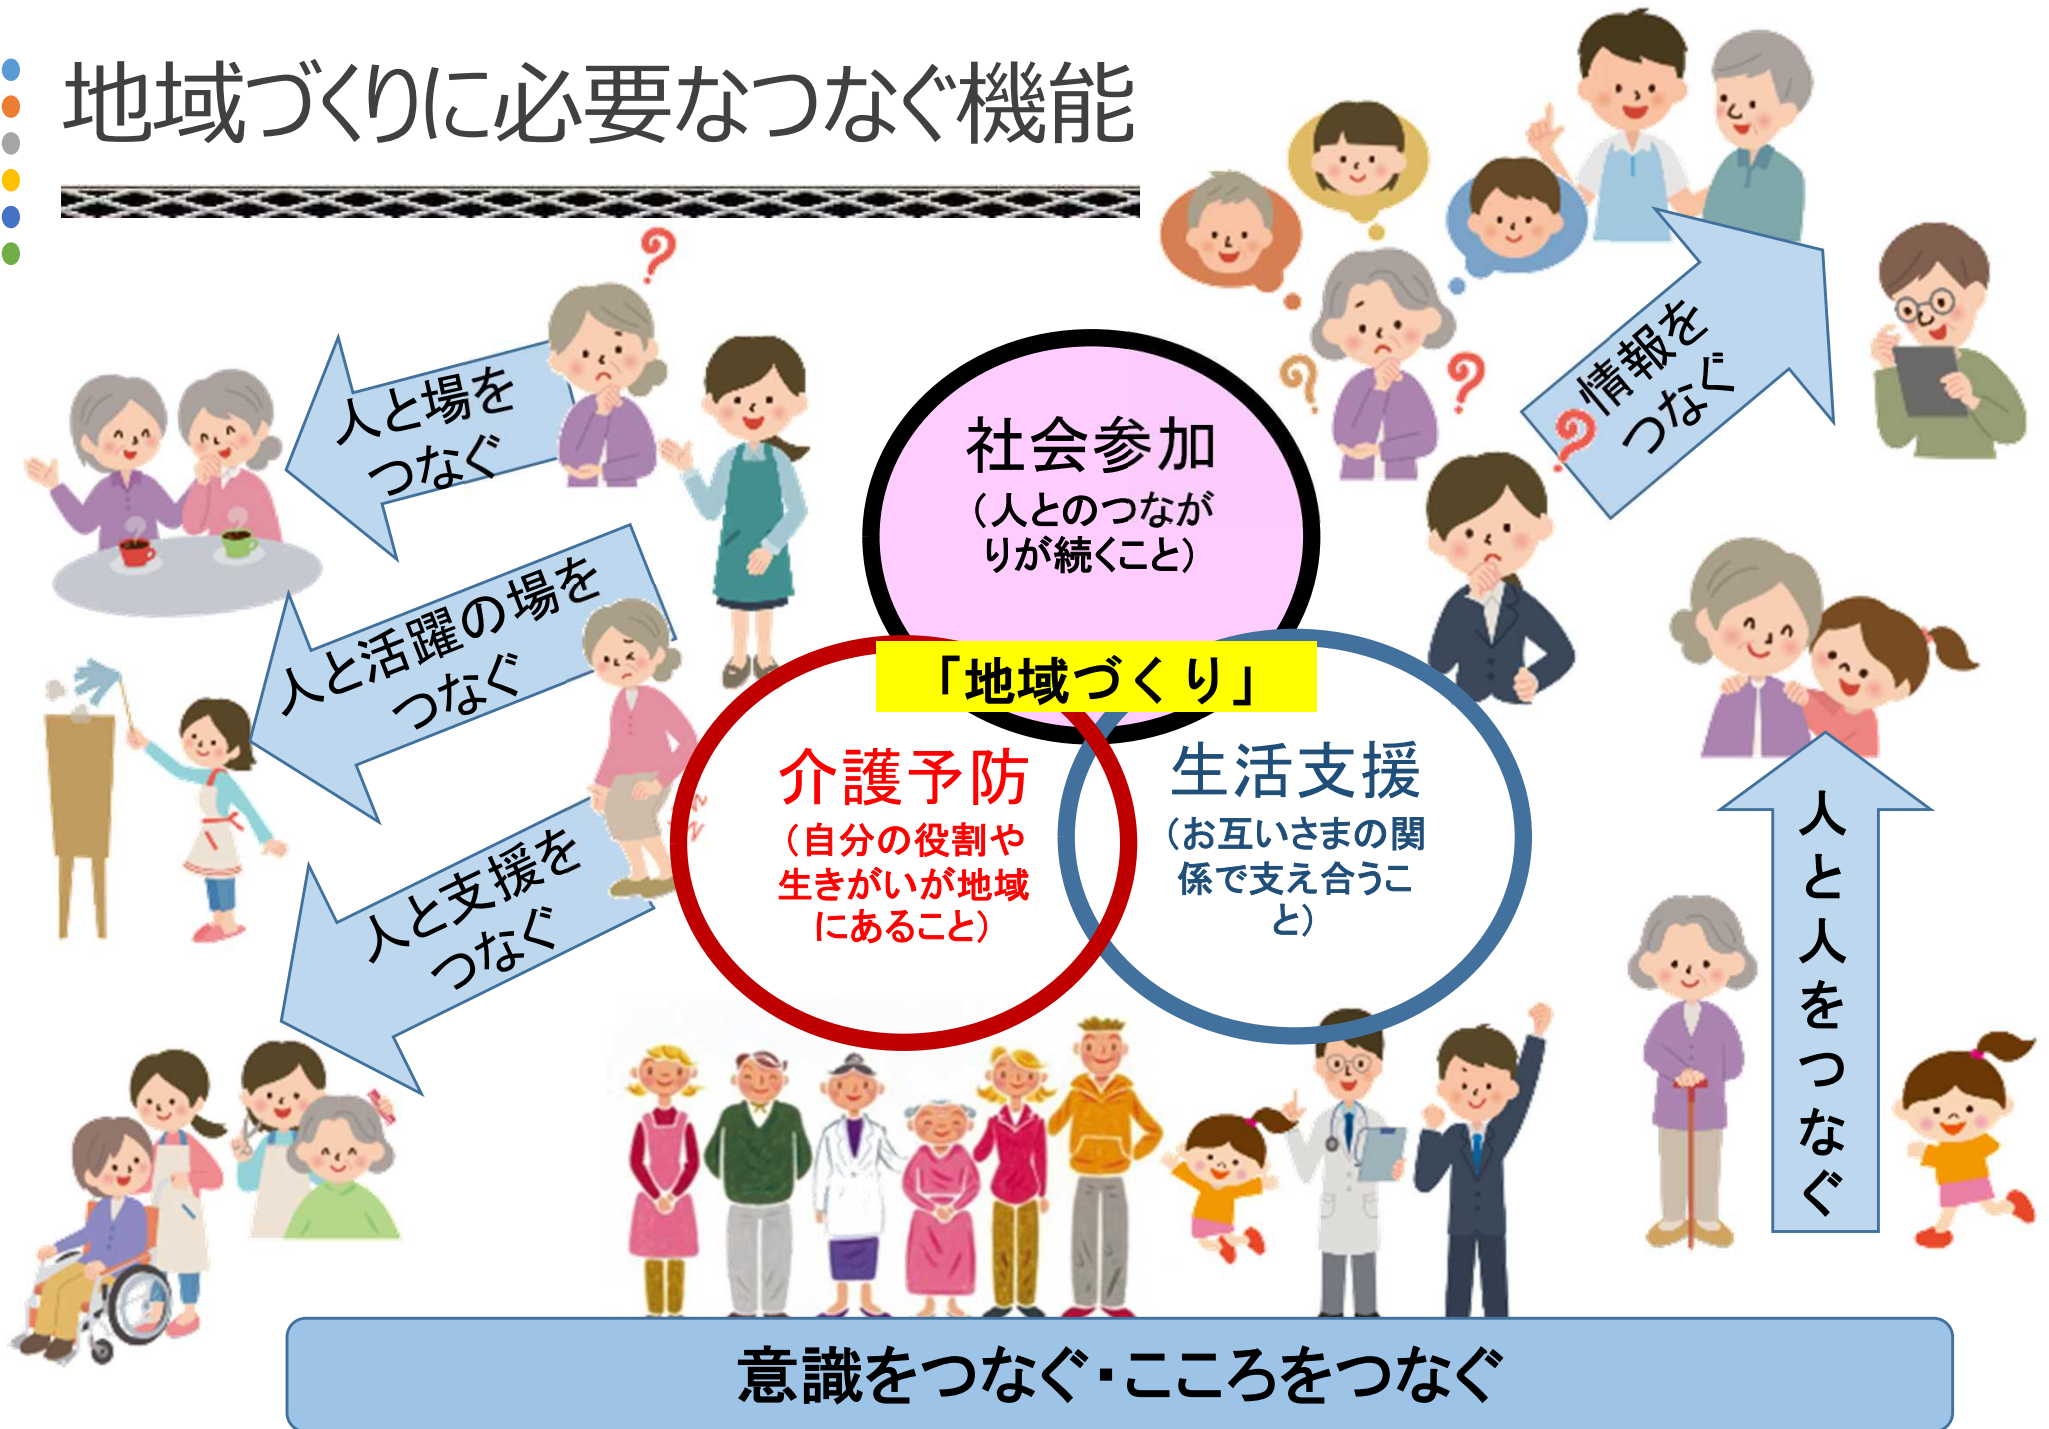 地域づくりに必要なつなぐ機能
人と場を
つなぐ
人と活躍の場を
つなぐ
人と支援を
つなぐ
社会参加
（人とのつなが
りが続くこと）
「地域づくり」
介護予防
（自分の役割や
生きがいが地域
にあること）
生活支援
（お互いさまの関
係で支え合うこ
と）
情報を
つなぐ
人と人をつなぐ
意識をつなぐ・こころをつなぐ